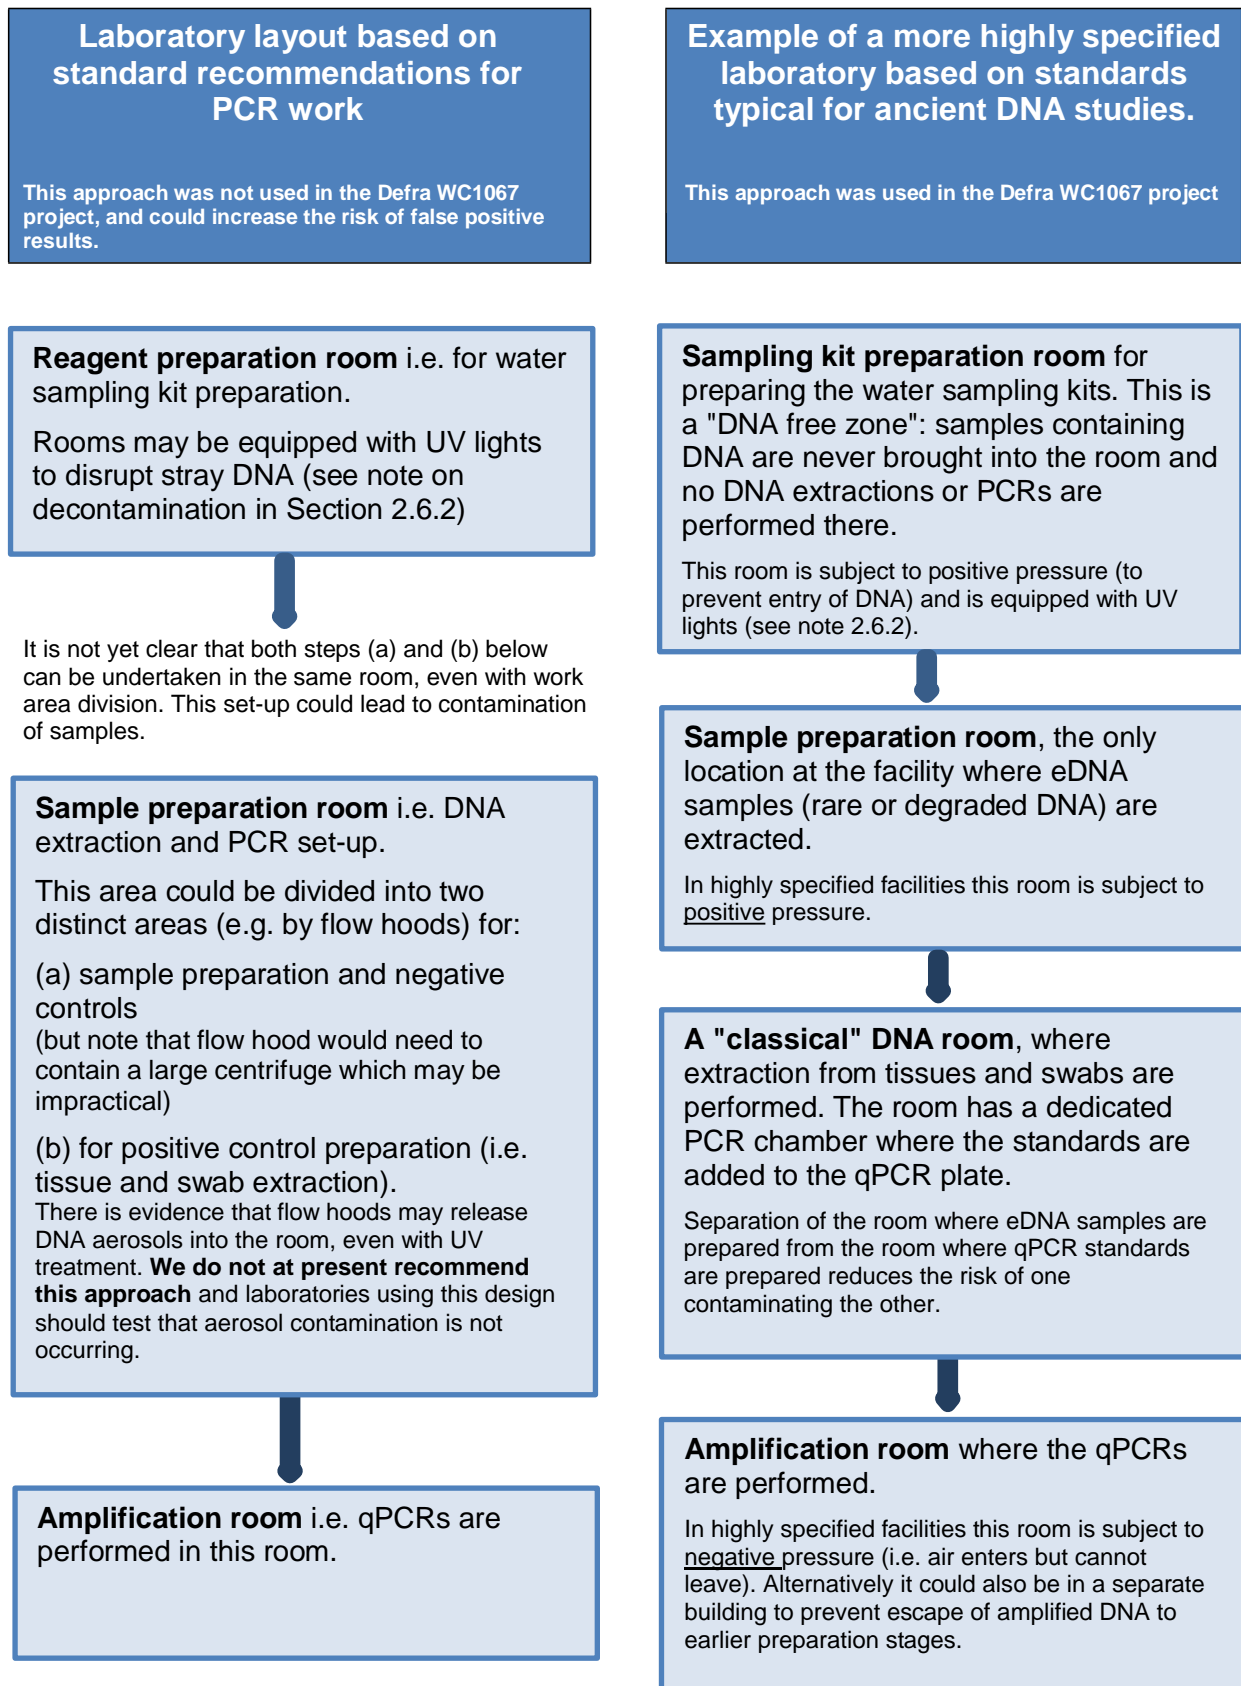 Laboratory layout based on
standard recommendations for
PCR work
This approach was not used in the Defra WC1067
project, and could increase the risk of false positive
results.
Reagent preparation room i.e. for water
sampling kit preparation.
Rooms may be equipped with UV lights
to disrupt stray DNA (see note on
decontamination in Section 2.6.2)
It is not yet clear that both steps (a) and (b) below
can be undertaken in the same room, even with work
area division. This set-up could lead to contamination
of samples.
Sample preparation room i.e. DNA
extraction and PCR set-up.
This area could be divided into two
distinct areas (e.g. by flow hoods) for:
(a) sample preparation and negative
controls
(but note that flow hood would need to
contain a large centrifuge which may be
impractical)
(b) for positive control preparation (i.e.
tissue and swab extraction).
There is evidence that flow hoods may release
DNA aerosols into the room, even with UV
treatment. We do not at present recommend
this approach and laboratories using this design
should test that aerosol contamination is not
occurring.
Amplification room i.e. qPCRs are
performed in this room.
Example of a more highly specified
laboratory based on standards
typical for ancient DNA studies.
This approach was used in the Defra WC1067 project
Sampling kit preparation room for
preparing the water sampling kits. This is
a "DNA free zone": samples containing
DNA are never brought into the room and
no DNA extractions or PCRs are
performed there.
This room is subject to positive pressure (to
prevent entry of DNA) and is equipped with UV
lights (see note 2.6.2).
Sample preparation room, the only
location at the facility where eDNA
samples (rare or degraded DNA) are
extracted.
In highly specified facilities this room is subject to
positive pressure.
A "classical" DNA room, where
extraction from tissues and swabs are
performed. The room has a dedicated
PCR chamber where the standards are
added to the qPCR plate.
Separation of the room where eDNA samples are
prepared from the room where qPCR standards
are prepared reduces the risk of one
contaminating the other.
Amplification room where the qPCRs
are performed.
In highly specified facilities this room is subject to
negative pressure (i.e. air enters but cannot
leave). Alternatively it could also be in a separate
building to prevent escape of amplified DNA to
earlier preparation stages.